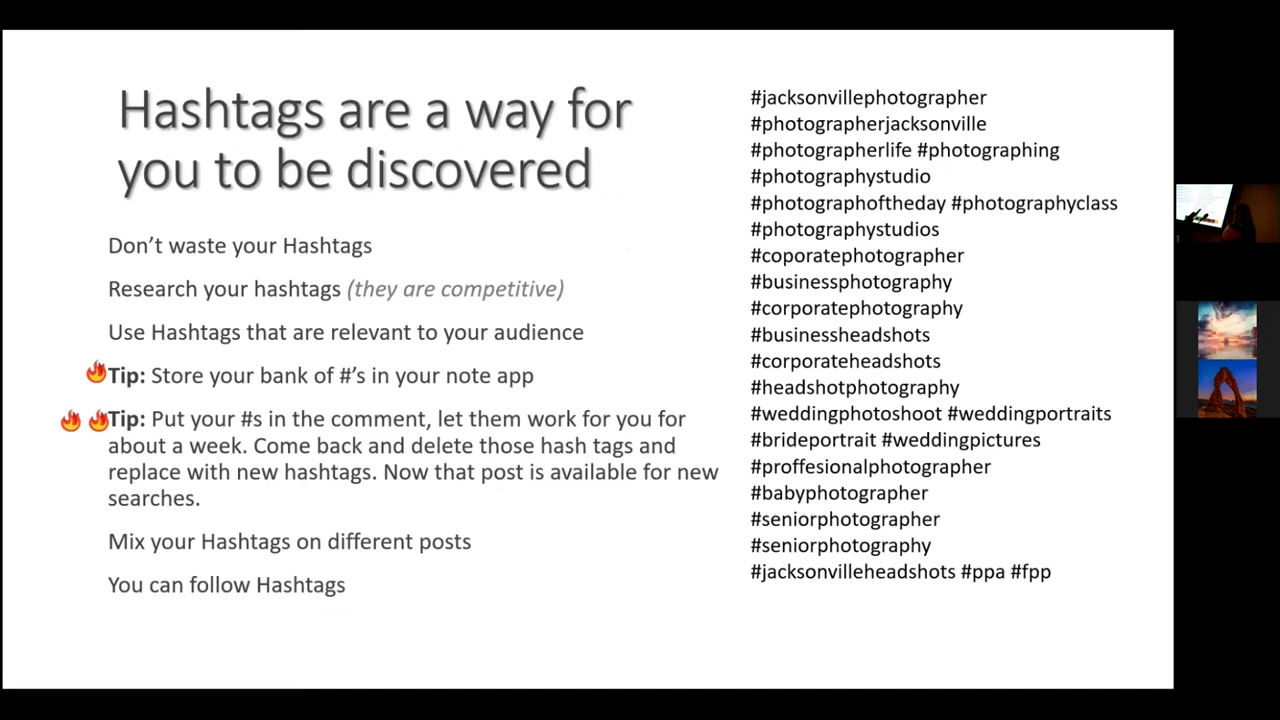 Hashtags are a way for
you to be discovered
Don’t waste your Hashtags
Research your hashtags (they are competitive)
Use Hashtags that are relevant to your audience
Tip: Store your bank of #’s in your note app
Tip: Put your #s in the comment, let them work for you for
about a week. Come back and delete those hash tags and
replace with new hashtags. Now that post is available for new
searches.
Mix your Hashtags on different posts
You can follow Hashtags
#jacksonvillephotographer
#photographerjacksonville
#photographerlife #photographing
#photographystudio
#photographoftheday #photographyclass
#photographystudios
#coporatephotographer
#businessphotography
#corporatephotography
#businessheadshots
#corporateheadshots
#headshotphotography
#weddingphotoshoot #weddingportraits
#brideportrait #weddingpictures
#proffesionalphotographer
#babyphotographer
#seniorphotographer
#seniorphotography
#jacksonvilleheadshots #ppa #fpp